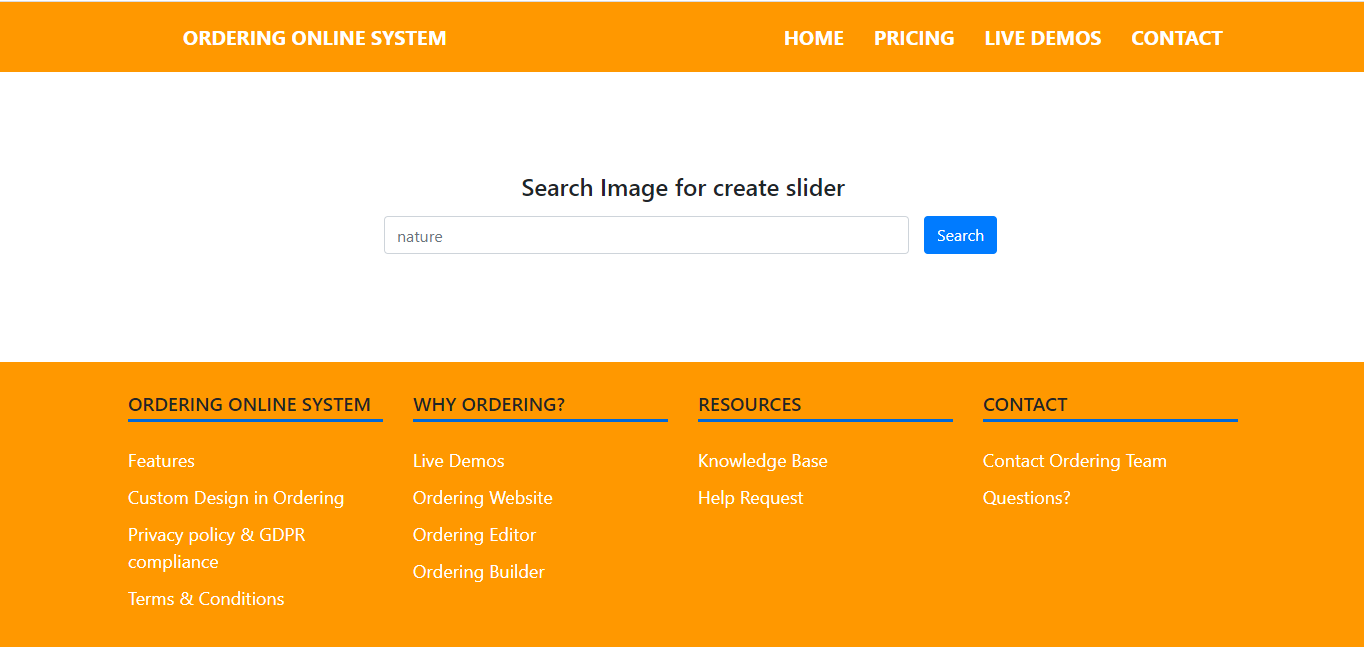 ORDERING ONLINE SYSTEM
HOME PRICING LIVE DEMOS CONTACT
Search Image for create slider
nature
Search
ORDERING ONLINE SYSTEM
Features
Custom Design in Ordering
Privacy policy & GDPR
compliance
Terms & Conditions
WHY ORDERING?
Live Demos
Ordering Website
Ordering Editor
Ordering Builder
RESOURCES
Knowledge Base
Help Request
CONTACT
Contact Ordering Team
Questions?